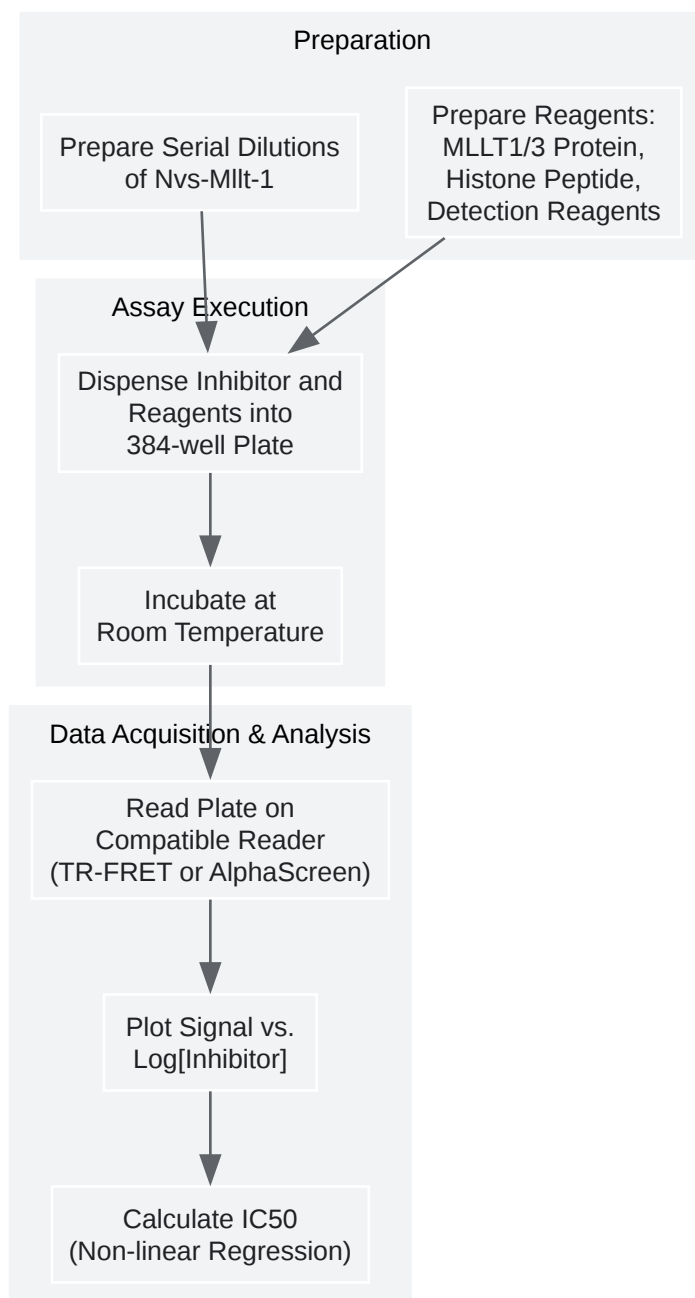 Preparation
Prepare Serial Dilutions
of Nvs-Mllt-1
Prepare Reagents:
MLLT1/3 Protein,
Histone Peptide,
Detection Reagents
Assay Execution
Dispense Inhibitor and
Reagents into
384-well Plate
Incubate at
Room Temperature
Data Acquisition & Analysis
Read Plate on
Compatible Reader
(TR-FRET or AlphaScreen)
Plot Signal vs.
Log[Inhibitor]
Calculate IC50
(Non-linear Regression)